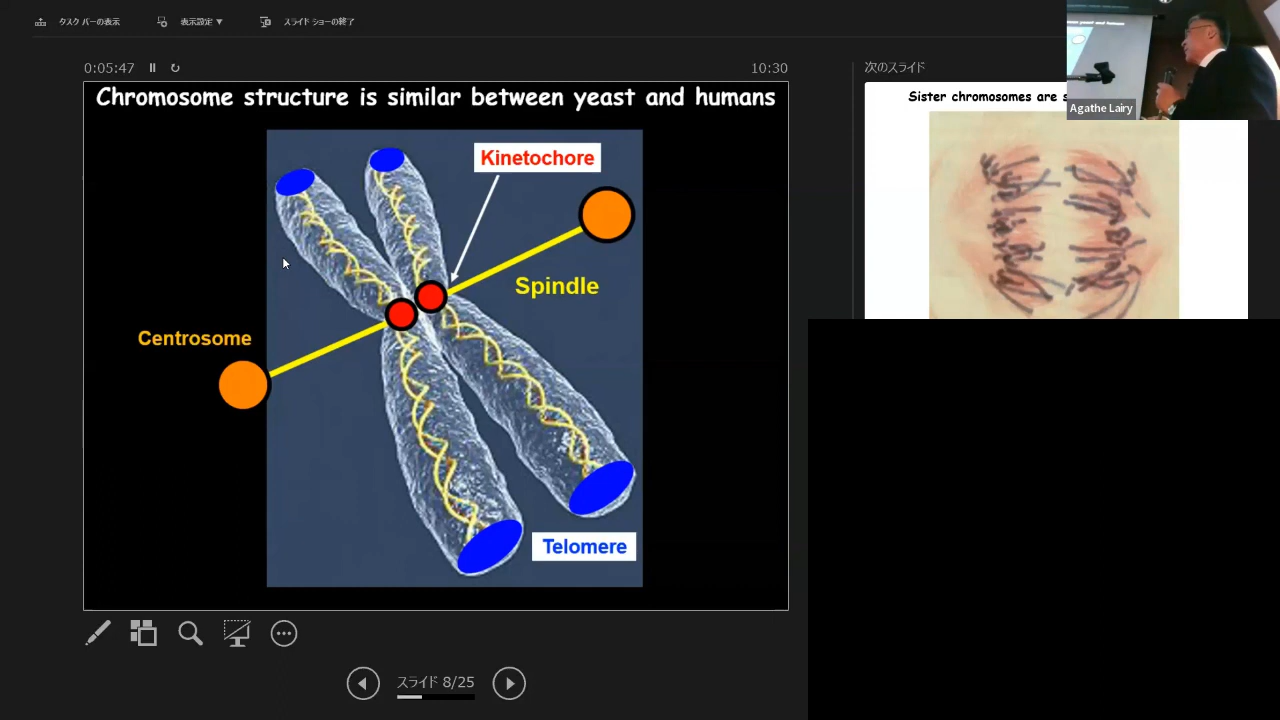 タスク バーの表示
表示設定 ▼
スライド ショーの終了
0:05:47
10:30
次のスライド
Chromosome structure is similar between yeast and humans
Kinetochore
Spindle
Centrosome
Telomere
Sister chromosomes are
Agathe Lairy
スライド 8/25